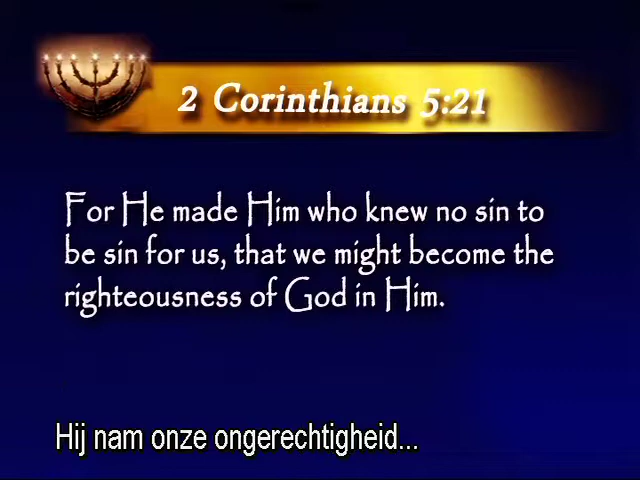 2 Corinthians 5:21
For He made Him who knew no sin to
be sin for us, that we might become the
righteousness of God in Him.
Hij nam onze ongerechtigheid...